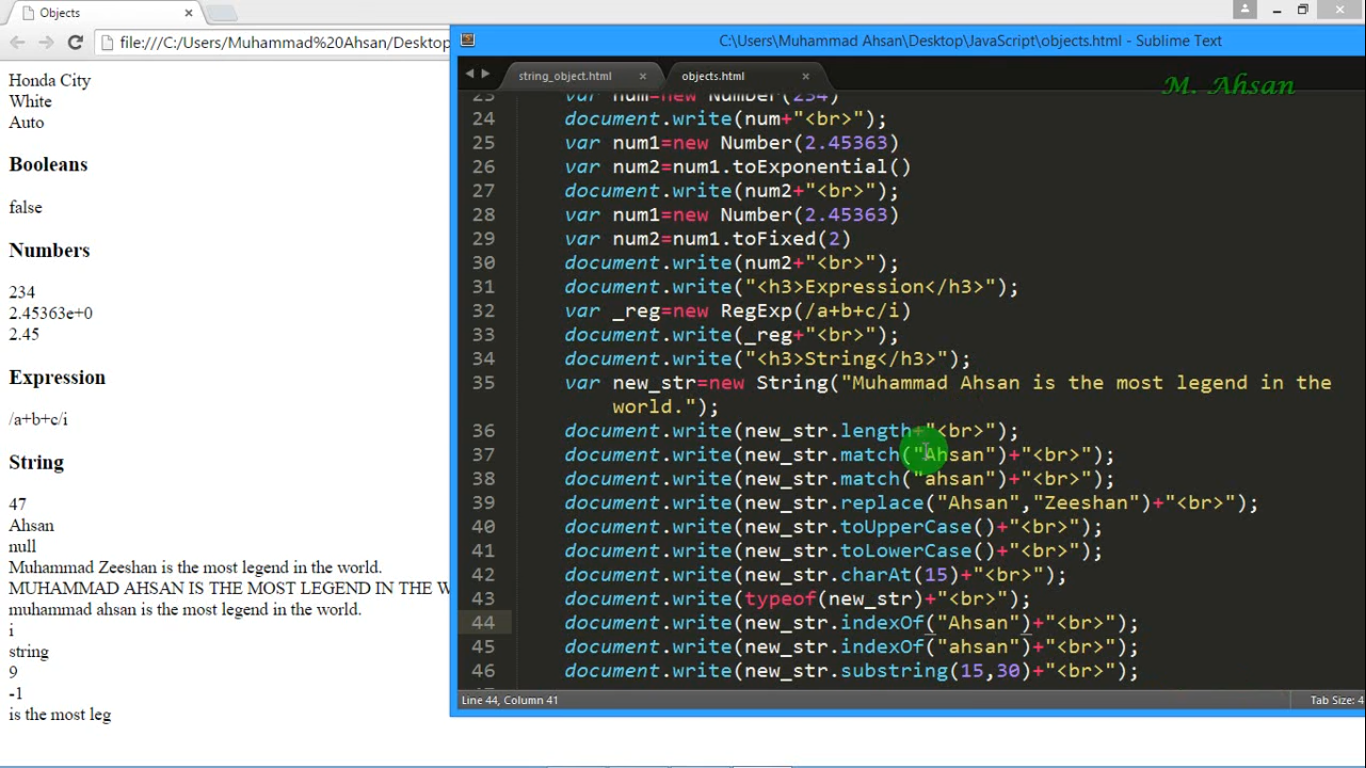 Objects
file:///C:/Users/Muhammad%20Ahsan/Desktop
Honda City
White
Auto
Booleans
false
Numbers
234
2.45363e+0
2.45
Expression
/a+b+c/i
String
47
Ahsan
null
Muhammad Zeeshan is the most legend in the world.
MUHAMMAD AHSAN IS THE MOST LEGEND IN THE W
muhammad ahsan is the most legend in the world.
i
string
9
-1
is the most leg
C:\Users\Muhammad Ahsan\Desktop\JavaScript\objects.html - Sublime Text
string_object.html
objects.html
M. Ahsan
23 var num=new Number(234)
24 document.write(num+"<br>");
25 var num1=new Number(2.45363)
26 var num2=num1.toExponential()
27 document.write(num2+"<br>");
28 var num1=new Number(2.45363)
29 var num2=num1.toFixed(2)
30 document.write(num2+"<br>");
31 document.write("<h3>Expression</h3>");
32 var _reg=new RegExp(/a+b+c/i)
33 document.write(_reg+"<br>");
34 document.write("<h3>String</h3>");
35 var new_str=new String("Muhammad Ahsan is the most legend in the
world.");
36 document.write(new_str.length+"<br>");
37 document.write(new_str.match("Ahsan")+"<br>");
38 document.write(new_str.match("ahsan")+"<br>");
39 document.write(new_str.replace("Ahsan","Zeeshan")+"<br>");
40 document.write(new_str.toUpperCase()+"<br>");
41 document.write(new_str.toLowerCase()+"<br>");
42 document.write(new_str.charAt(15)+"<br>");
43 document.write(typeof(new_str)+"<br>");
44 document.write(new_str.indexOf("Ahsan")+"<br>");
45 document.write(new_str.indexOf("ahsan")+"<br>");
46 document.write(new_str.substring(15,30)+"<br>");
Line 44, Column 41
Tab Size: 4